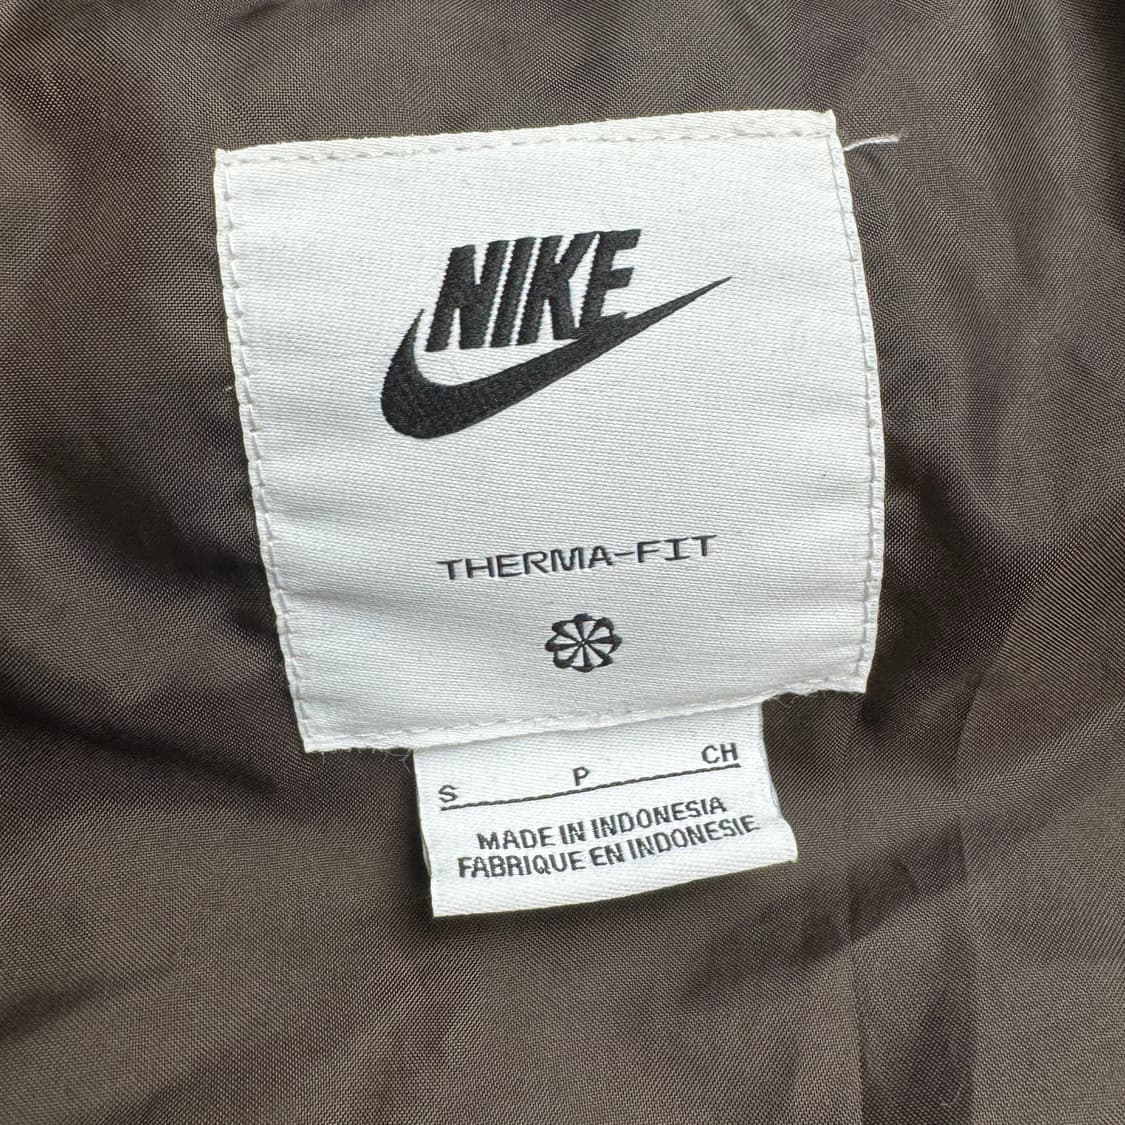 NIKE
THERMA-FIT
S P CH
MADE IN INDONESIA
FABRIQUE EN INDONESIE